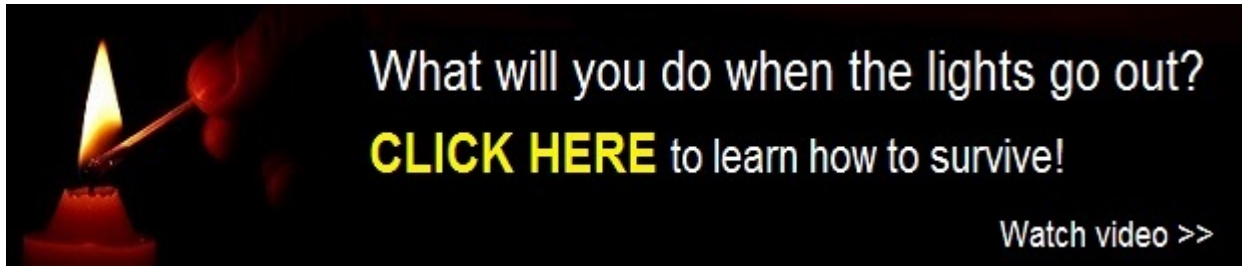 What will you do when the lights go out?
CLICK HERE to learn how to survive!
Watch video >>